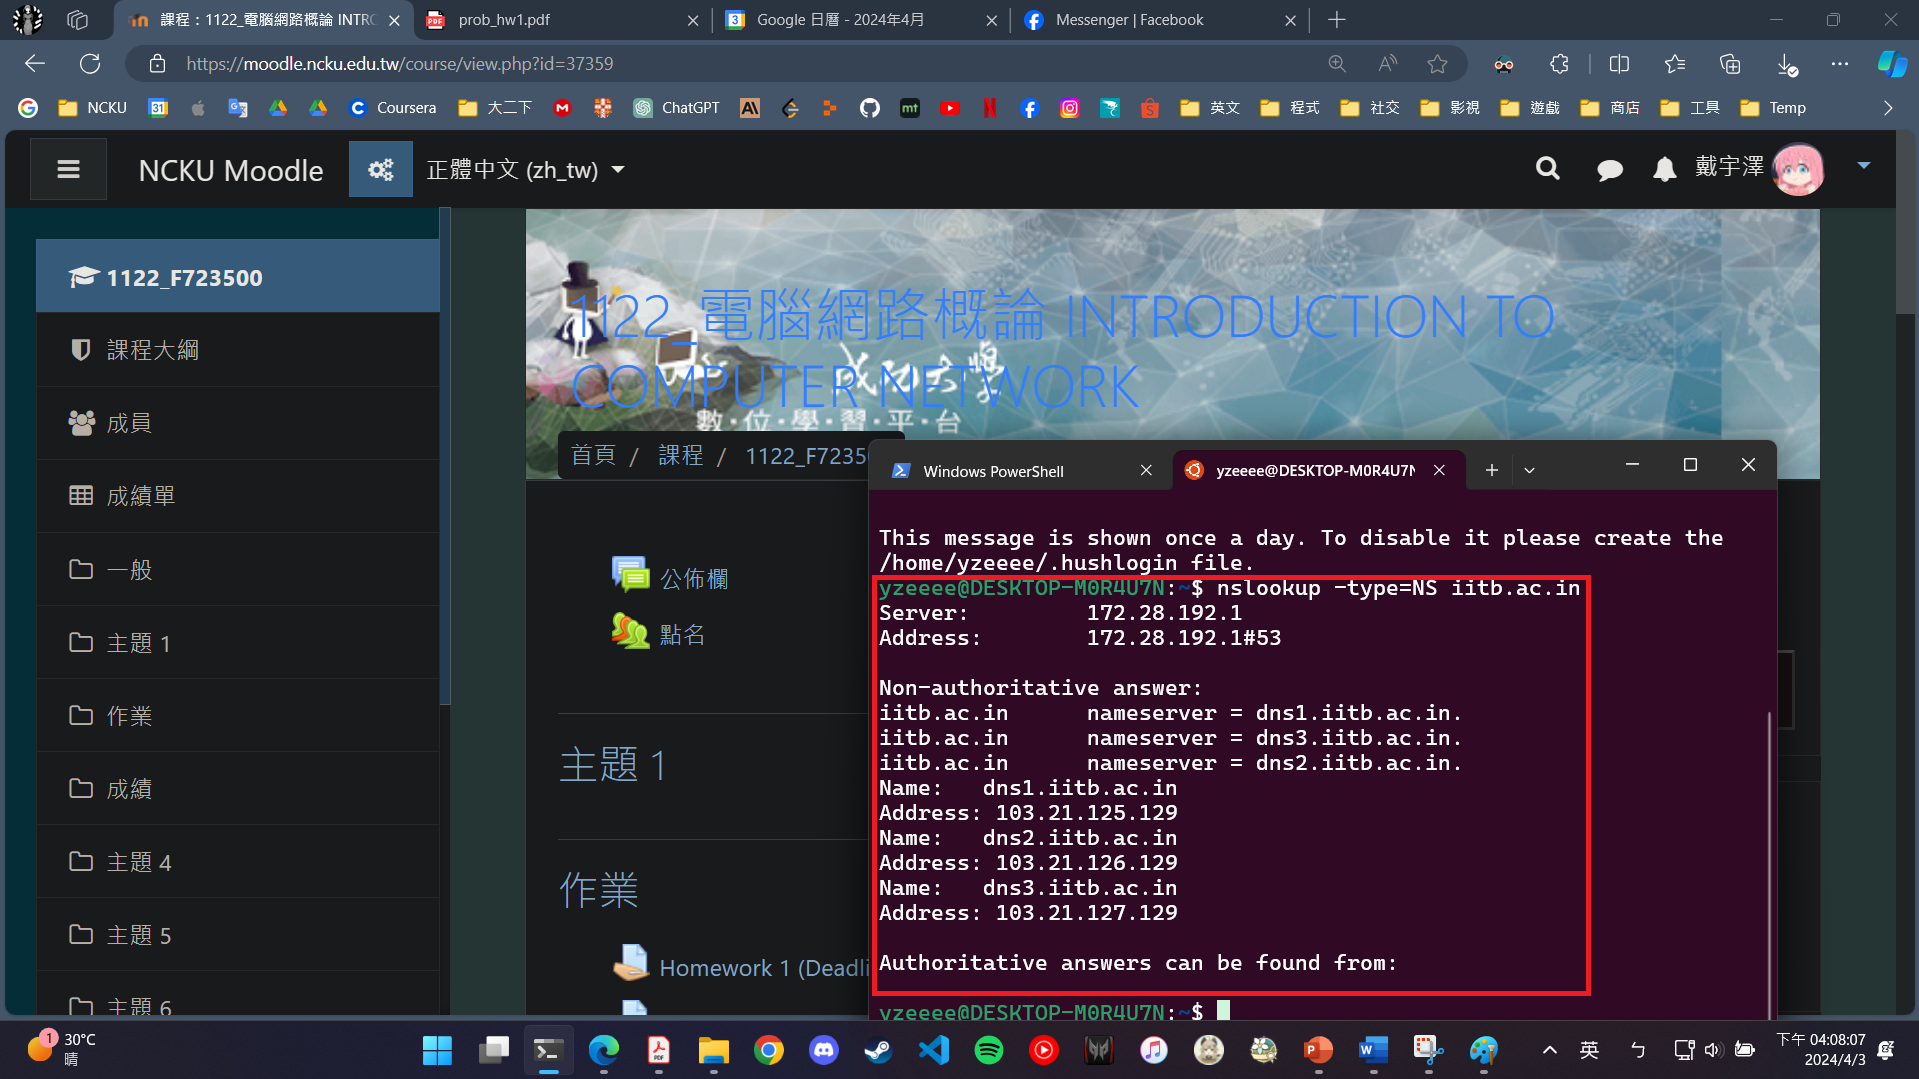 課程：1122_電腦網路概論 INTRO
prob_hw1.pdf
Google 日曆 - 2024年4月
Messenger | Facebook
https://moodle.ncku.edu.tw/course/view.php?id=37359
NCKU
Coursera
大二下
ChatGPT
英文
程式
社交
影視
遊戲
商店
工具
Temp
NCKU Moodle
正體中文 (zh_tw)
戴宇澤
1122_F723500
課程大綱
成員
成績單
一般
主題 1
作業
成績
主題 4
主題 5
主題 6
1122_電腦網路概論 INTRODUCTION TO
COMPUTER NETWORK
數・位・學・習・平・台
首頁 / 課程 / 1122_F7235
公佈欄
點名
主題 1
作業
Homework 1 (Deadli
Windows PowerShell
yzeeee@DESKTOP-M0R4U7N
This message is shown once a day. To disable it please create the
/home/yzeeee/.hushlogin file.
yzeeee@DESKTOP-M0R4U7N:~$ nslookup -type=NS iitb.ac.in
Server: 172.28.192.1
Address: 172.28.192.1#53
Non-authoritative answer:
iitb.ac.in nameserver = dns1.iitb.ac.in.
iitb.ac.in nameserver = dns3.iitb.ac.in.
iitb.ac.in nameserver = dns2.iitb.ac.in.
Name: dns1.iitb.ac.in
Address: 103.21.125.129
Name: dns2.iitb.ac.in
Address: 103.21.126.129
Name: dns3.iitb.ac.in
Address: 103.21.127.129
Authoritative answers can be found from:
yzeeee@DESKTOP-M0R4U7N:~$
1
30°C
晴
英
ㄅ
下午 04:08:07
2024/4/3